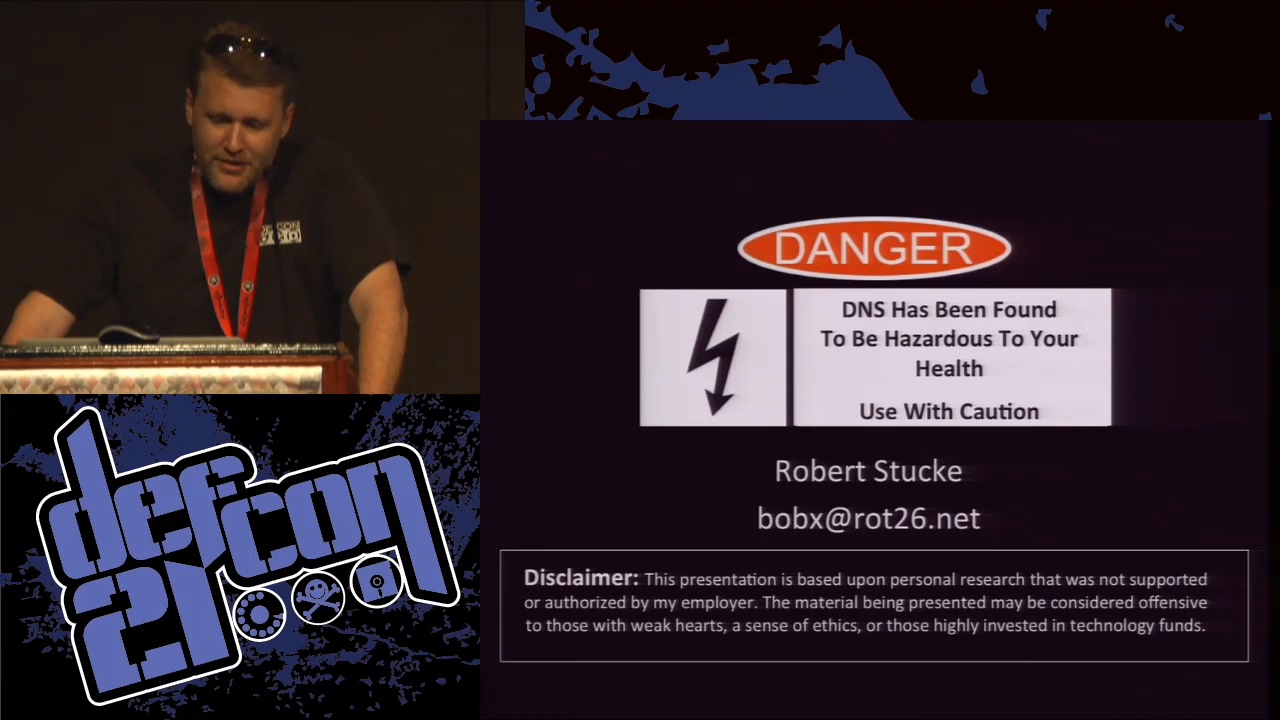 DANGER
DNS Has Been Found
To Be Hazardous To Your
Health
Use With Caution
Robert Stucke
bobx@rot26.net
Disclaimer: This presentation is based upon personal research that was not supported
or authorized by my employer. The material being presented may be considered offensive
to those with weak hearts, a sense of ethics, or those highly invested in technology funds.
defcon
21